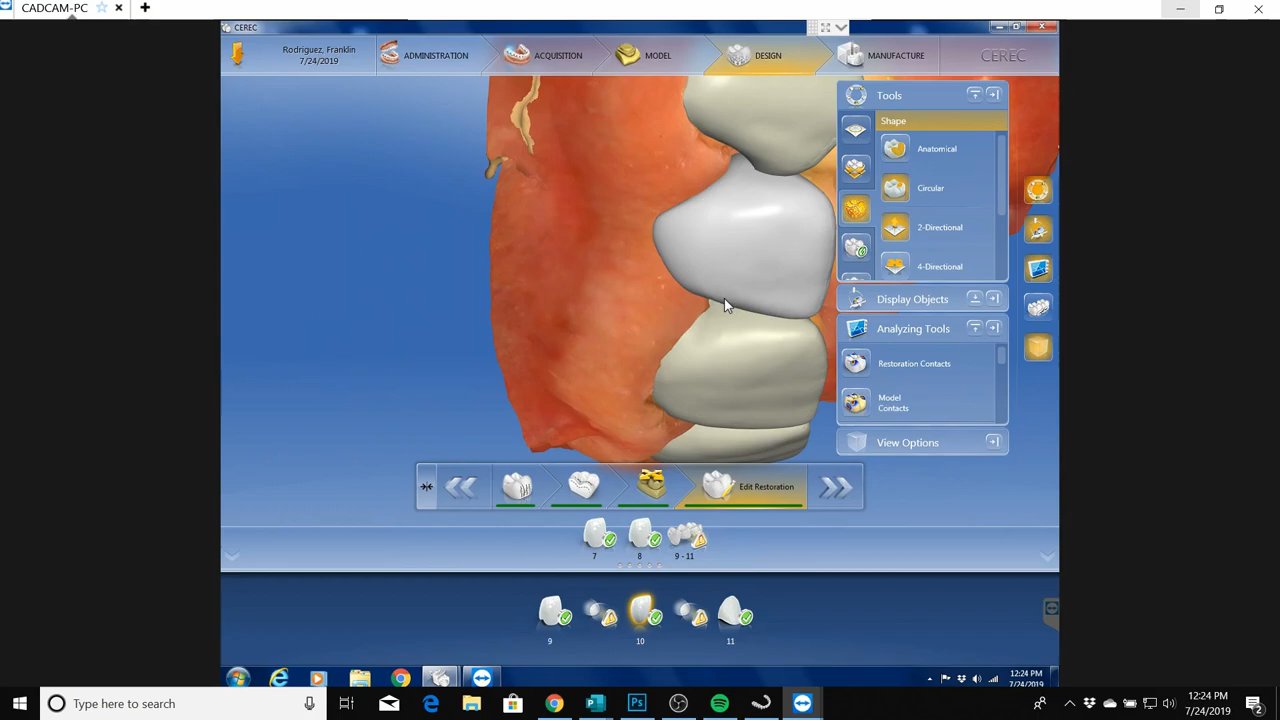 CADCAM-PC
CEREC
Rodriguez, Franklin
7/24/2019
ADMINISTRATION
ACQUISITION
MODEL
DESIGN
MANUFACTURE
CEREC
Tools
Shape
Anatomical
Circular
2-Directional
4-Directional
Display Objects
Analyzing Tools
Restoration Contacts
Model
Contacts
View Options
Edit Restoration
7
8
9 - 11
9
10
11
12:24 PM
7/24/2019
Type here to search
12:24 PM
7/24/2019
2